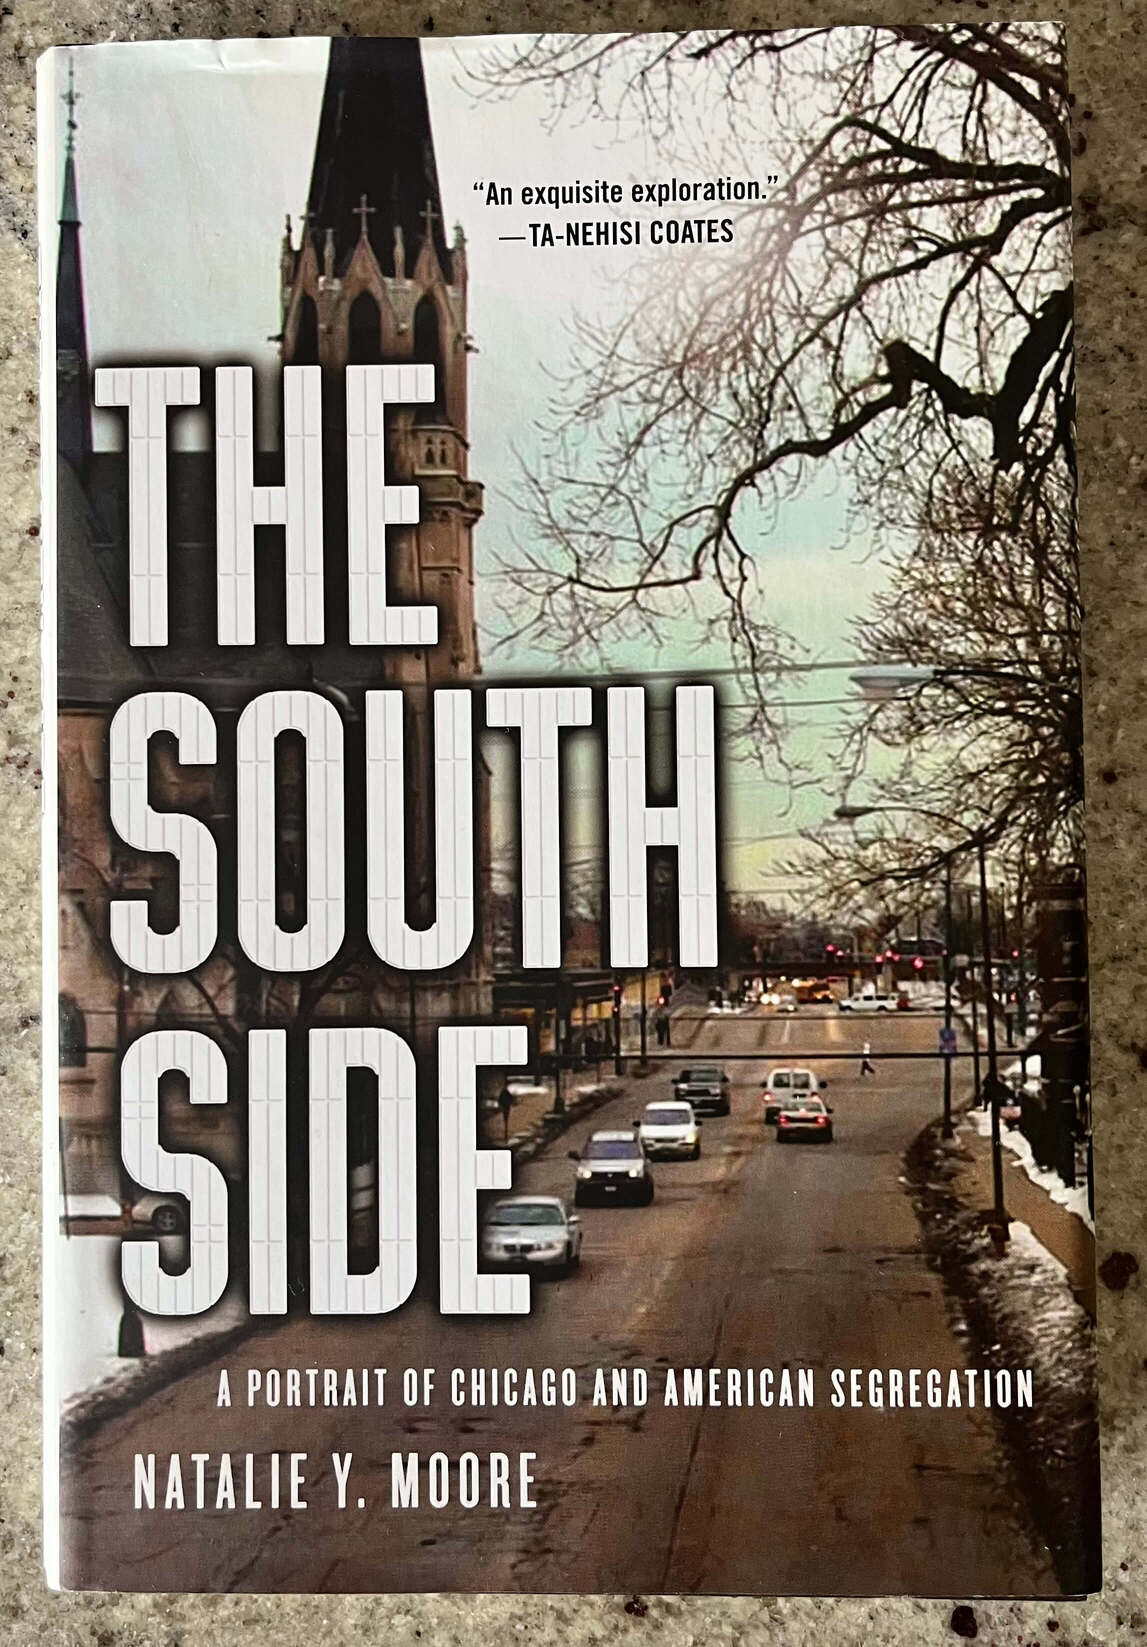 “An exquisite exploration.”
—TA-NEHISI COATES
THE
SOUTH
SIDE
A PORTRAIT OF CHICAGO AND AMERICAN SEGREGATION
NATALIE Y. MOORE